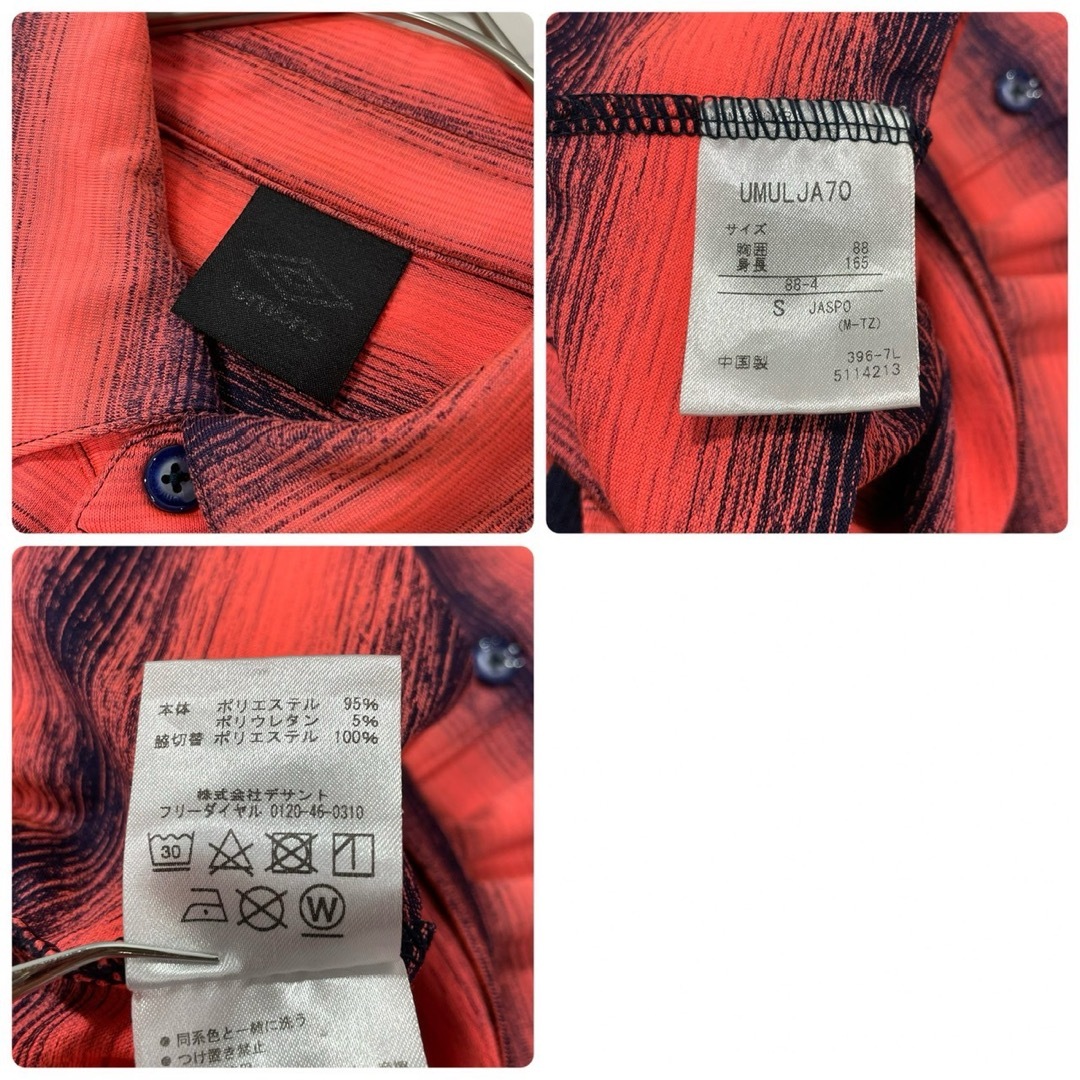 umbro
UMULJA70
サイズ
胸囲 88
身長 165
88-4
S JASPO
(M-TZ)
中国製 396-7L
5114213
本体 ポリエステル 95%
ポリウレタン 5%
脇切替 ポリエステル 100%
株式会社デサント
フリーダイヤル 0120-46-0310
30
W
● 同系色と一緒に洗う
● つけ置き禁止